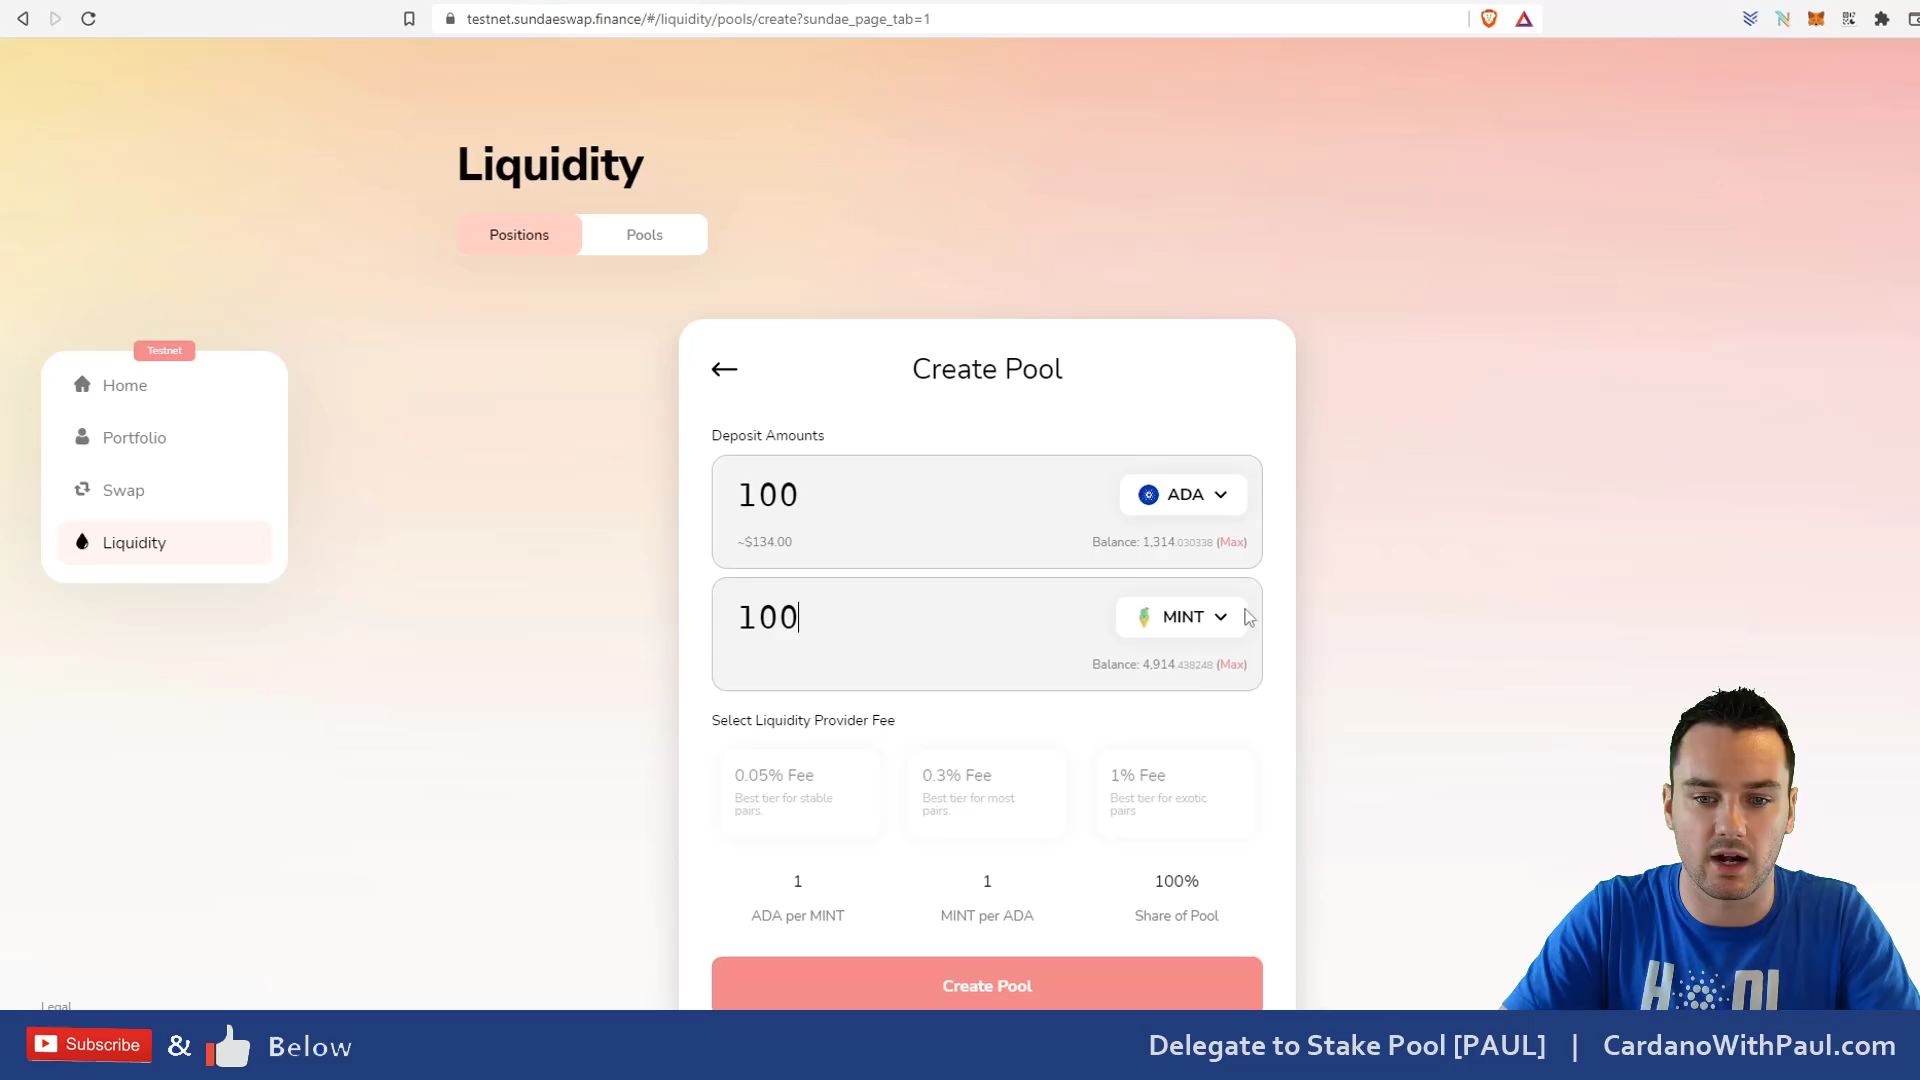 testnet.sundaeswap.finance/#/liquidity/pools/create?sundae_page_tab=1
Liquidity
Positions
Pools
Testnet
Home
Portfolio
Swap
Liquidity
Create Pool
Deposit Amounts
100
ADA
~$134.00
Balance: 1,314.030338 (Max)
100
MINT
Balance: 4,914.438248 (Max)
Select Liquidity Provider Fee
0.05% Fee
Best tier for stable
pairs.
0.3% Fee
Best tier for most
pairs.
1% Fee
Best tier for exotic
pairs
1
ADA per MINT
1
MINT per ADA
100%
Share of Pool
Create Pool
Legal
Subscribe & Below
Delegate to Stake Pool [PAUL] | CardanoWithPaul.com